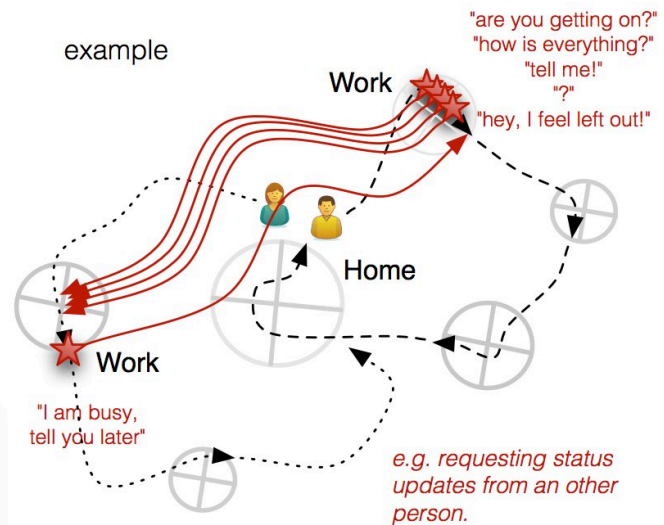 example
"are you getting on?"
"how is everything?"
"tell me!"
"?"
"hey, I feel left out!"
Work
Home
Work
"I am busy,
tell you later"
e.g. requesting status
updates from an other
person.